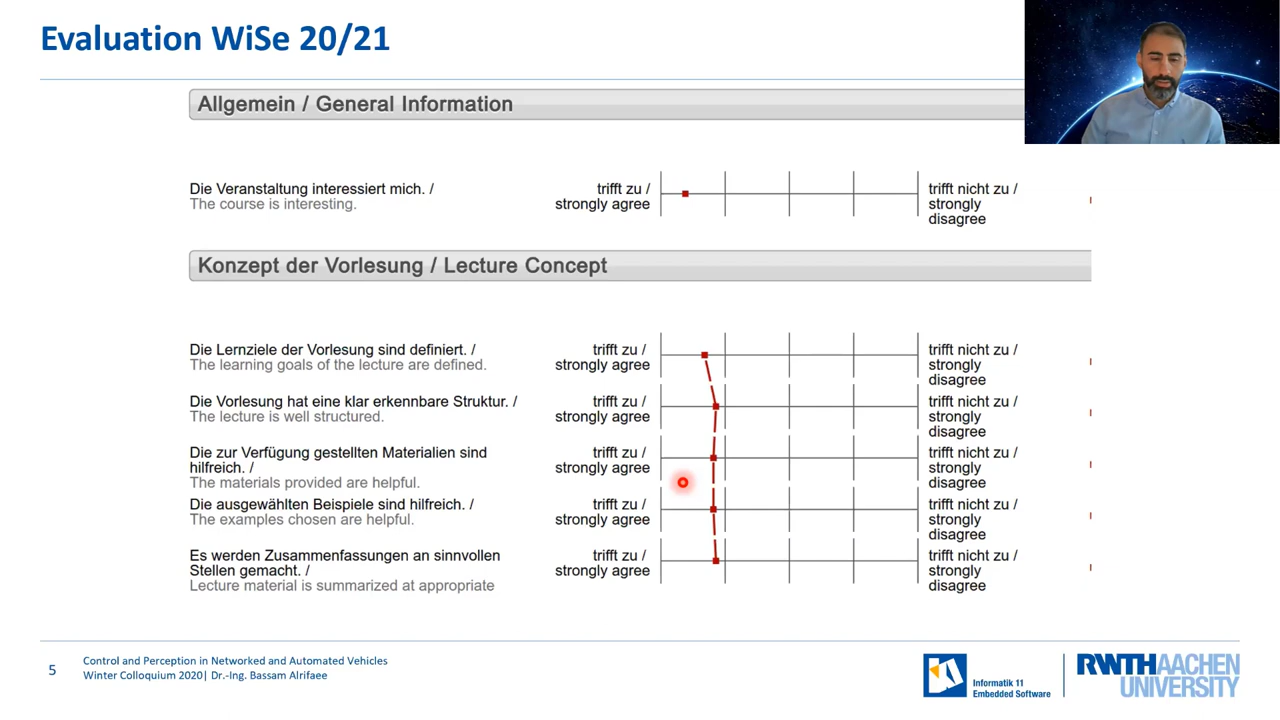 Evaluation WiSe 20/21
Allgemein / General Information
Die Veranstaltung interessiert mich. /
The course is interesting.
trifft zu /
strongly agree
trifft nicht zu /
strongly
disagree
Konzept der Vorlesung / Lecture Concept
Die Lernziele der Vorlesung sind definiert. /
The learning goals of the lecture are defined.
trifft zu /
strongly agree
trifft nicht zu /
strongly
disagree
Die Vorlesung hat eine klar erkennbare Struktur. /
The lecture is well structured.
trifft zu /
strongly agree
trifft nicht zu /
strongly
disagree
Die zur Verfügung gestellten Materialien sind
hilfreich. /
The materials provided are helpful.
trifft zu /
strongly agree
trifft nicht zu /
strongly
disagree
Die ausgewählten Beispiele sind hilfreich. /
The examples chosen are helpful.
trifft zu /
strongly agree
trifft nicht zu /
strongly
disagree
Es werden Zusammenfassungen an sinnvollen
Stellen gemacht. /
Lecture material is summarized at appropriate
trifft zu /
strongly agree
trifft nicht zu /
strongly
disagree
5
Control and Perception in Networked and Automated Vehicles
Winter Colloquium 2020| Dr.-Ing. Bassam Alrifaee
Informatik 11
Embedded Software
RWTHAACHEN
UNIVERSITY